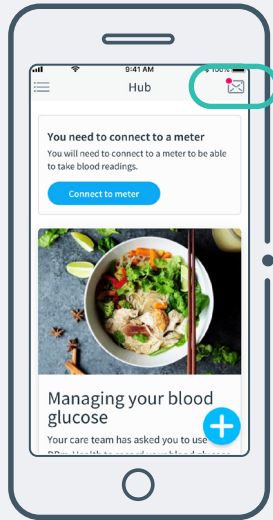 9:41 AM
100%
Hub
You need to connect to a meter
You will need to connect to a meter to be able
to take blood readings.
Connect to meter
Managing your blood
glucose
Your care team has asked you to use